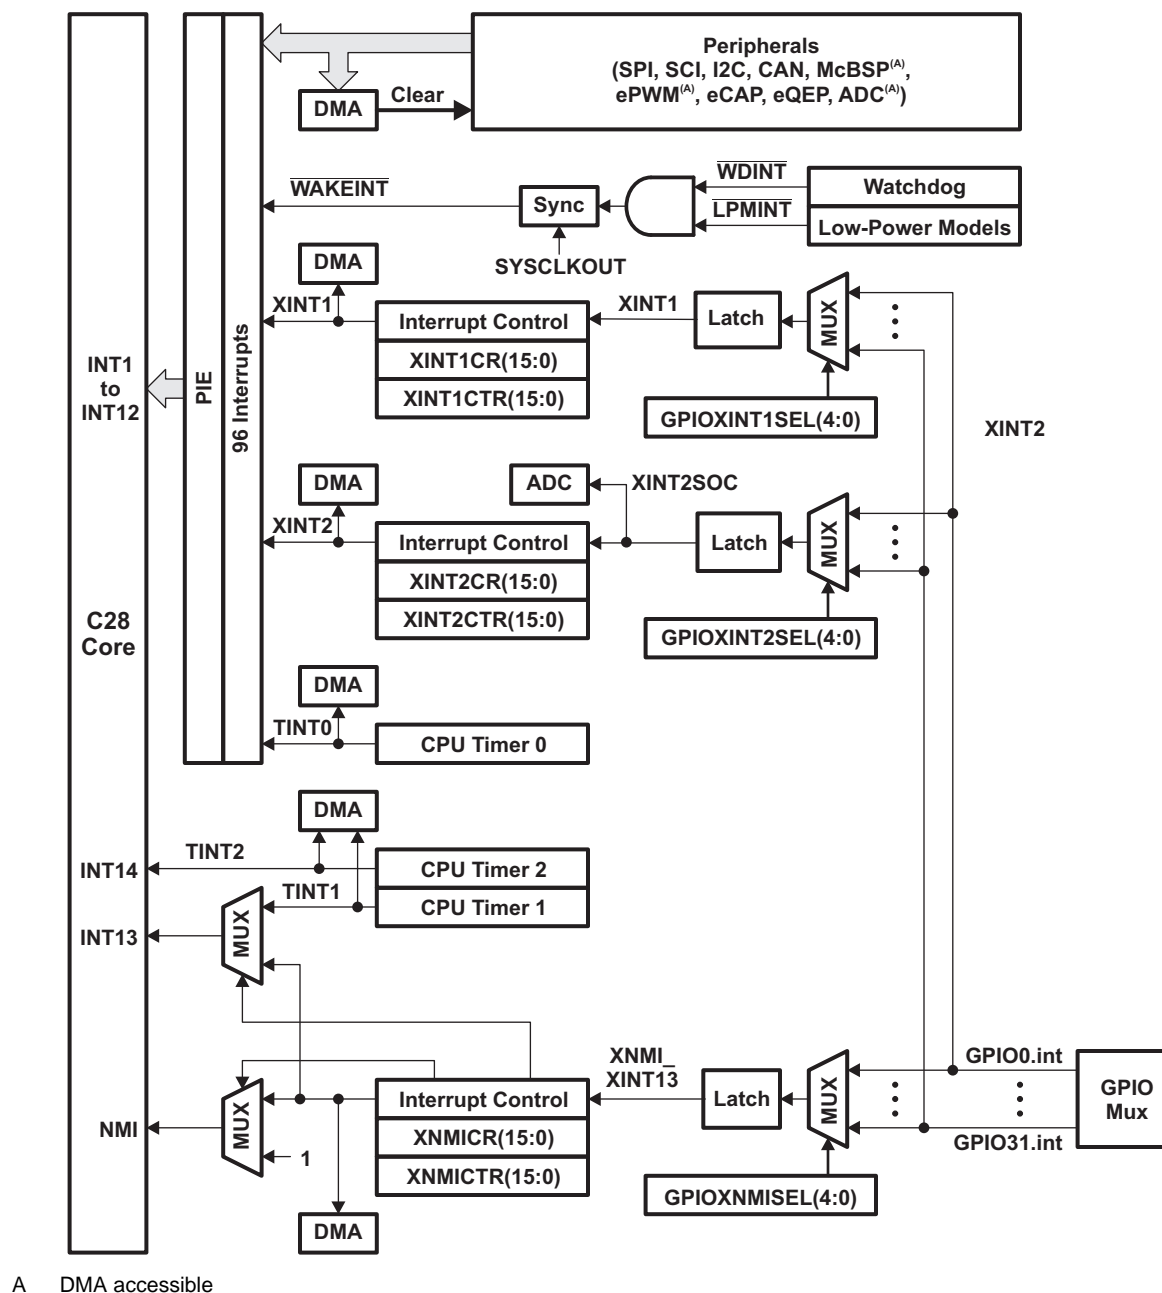 Peripherals
(SPI, SCI, I2C, CAN, McBSP(A),
ePWM(A), eCAP, eQEP, ADC(A))
DMA
Clear
WAKEINT
Sync
SYSCLKOUT
WDINT
LPMINT
Watchdog
Low-Power Models
DMA
XINT1
Interrupt Control
XINT1CR(15:0)
XINT1CTR(15:0)
XINT1
Latch
MUX
GPIOXINT1SEL(4:0)
INT1
to
INT12
PIE
96 Interrupts
XINT2
DMA
XINT2
ADC
XINT2SOC
Interrupt Control
XINT2CR(15:0)
XINT2CTR(15:0)
Latch
MUX
GPIOXINT2SEL(4:0)
C28
Core
DMA
TINT0
CPU Timer 0
DMA
INT14
TINT2
CPU Timer 2
TINT1
CPU Timer 1
INT13
MUX
XNMI_
XINT13
NMI
MUX
1
Interrupt Control
XNMICR(15:0)
XNMICTR(15:0)
DMA
Latch
MUX
GPIOXNMISEL(4:0)
GPIO0.int
GPIO31.int
GPIO
Mux
A DMA accessible